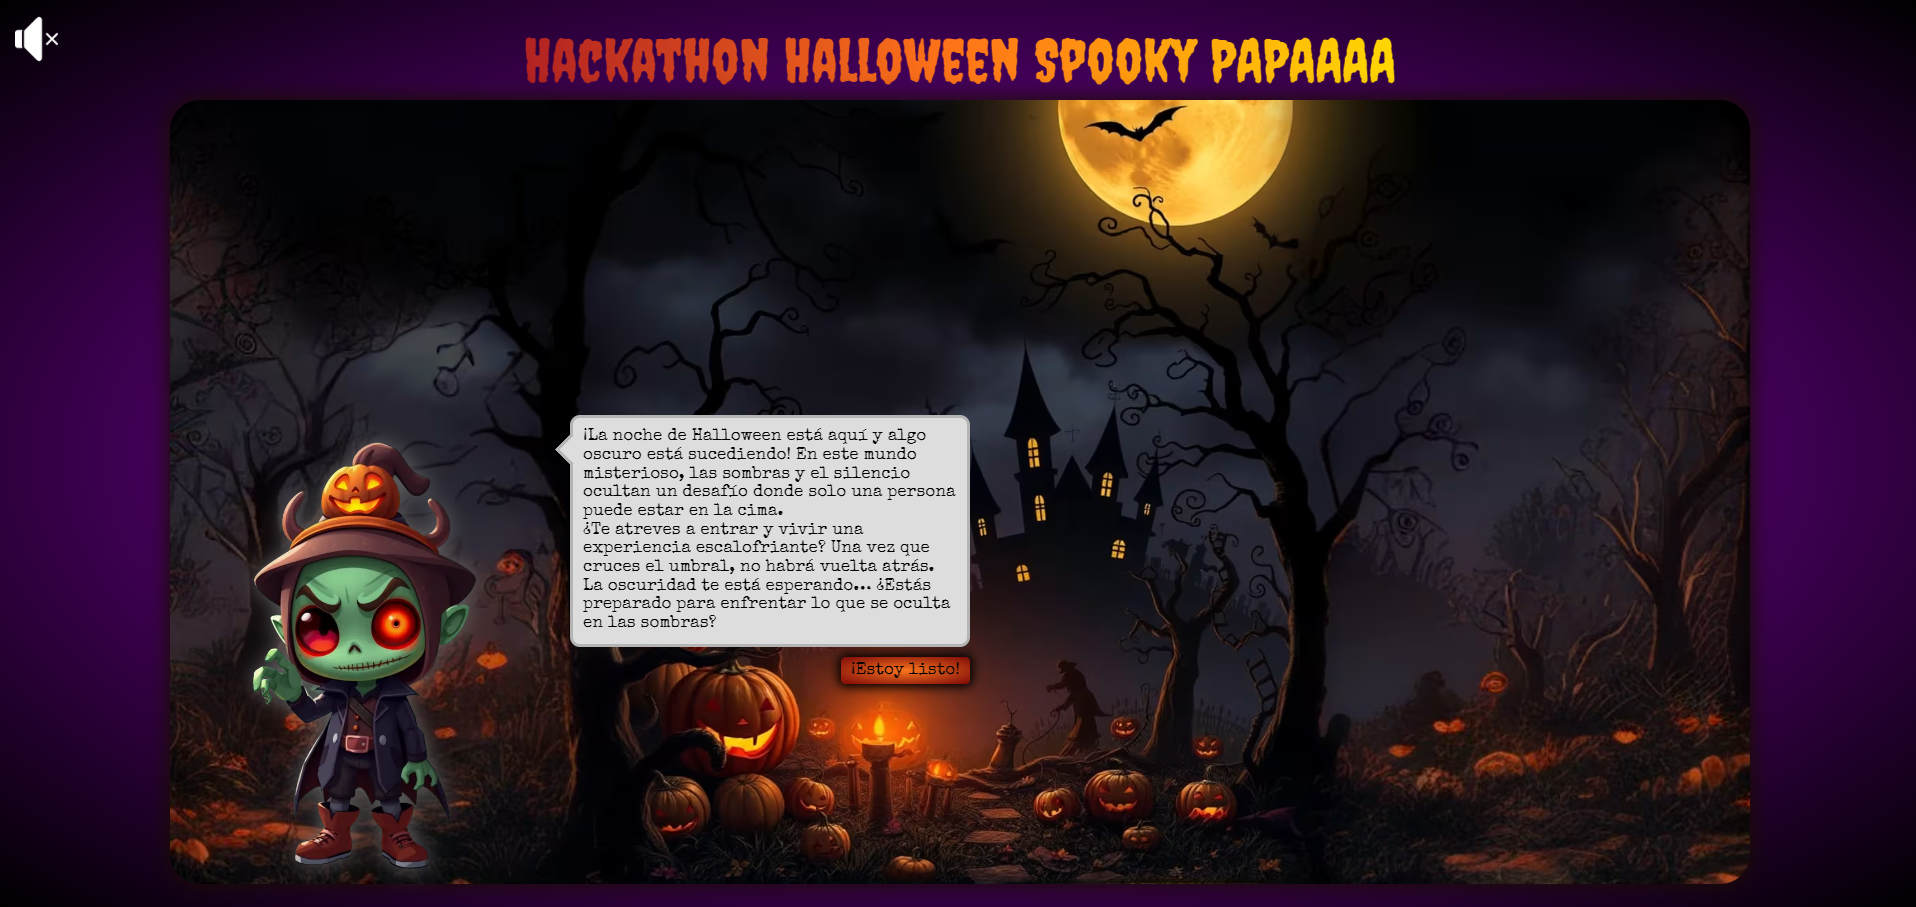 HACKATHON HALLOWEEN SPOOKY PAPAAAA
¡La noche de Halloween está aquí y algo
oscuro está sucediendo! En este mundo
misterioso, las sombras y el silencio
ocultan un desafío donde solo una persona
puede estar en la cima.
¿Te atreves a entrar y vivir una
experiencia escalofriante? Una vez que
cruces el umbral, no habrá vuelta atrás.
La oscuridad te está esperando... ¿Estás
preparado para enfrentar lo que se oculta
en las sombras?
¡Estoy listo!